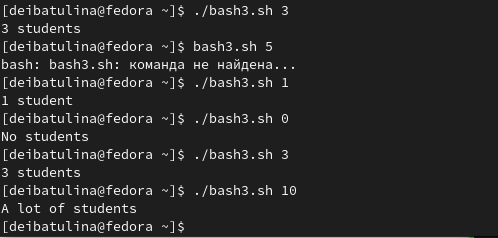 [deibatulina@fedora ~]$ ./bash3.sh 3
3 students
[deibatulina@fedora ~]$ bash3.sh 5
bash: bash3.sh: команда не найдена...
[deibatulina@fedora ~]$ ./bash3.sh 1
1 student
[deibatulina@fedora ~]$ ./bash3.sh 0
No students
[deibatulina@fedora ~]$ ./bash3.sh 3
3 students
[deibatulina@fedora ~]$ ./bash3.sh 10
A lot of students
[deibatulina@fedora ~]$